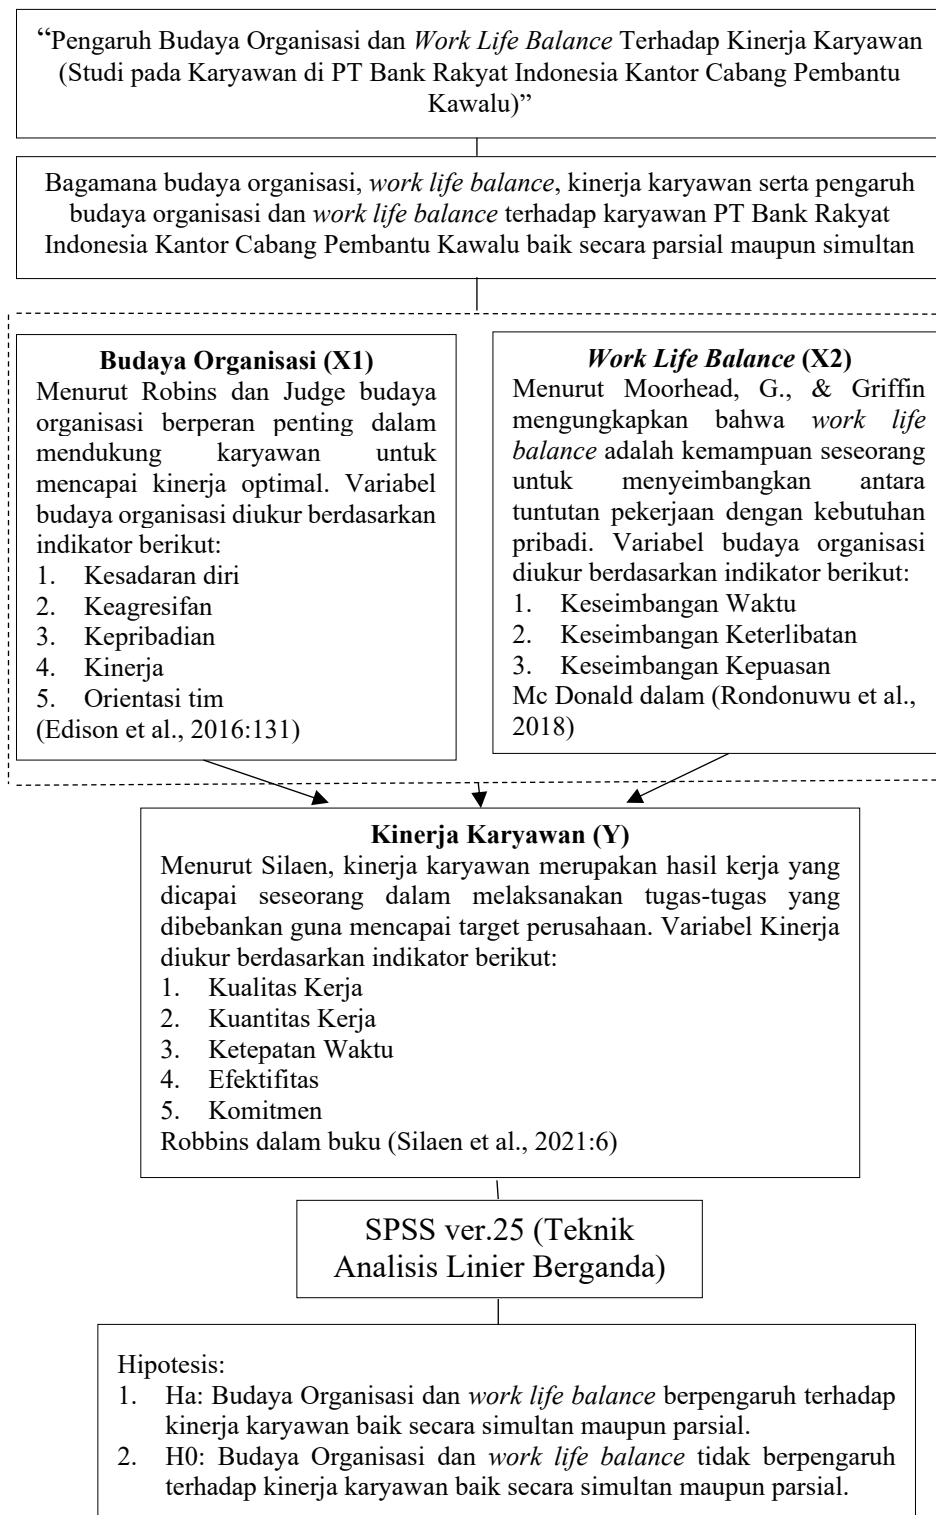 “Pengaruh Budaya Organisasi dan Work Life Balance Terhadap Kinerja Karyawan
(Studi pada Karyawan di PT Bank Rakyat Indonesia Kantor Cabang Pembantu
Kawalu)”
Bagamana budaya organisasi, work life balance, kinerja karyawan serta pengaruh
budaya organisasi dan work life balance terhadap karyawan PT Bank Rakyat
Indonesia Kantor Cabang Pembantu Kawalu baik secara parsial maupun simultan
Budaya Organisasi (X1)
Menurut Robins dan Judge budaya
organisasi berperan penting dalam
mendukung karyawan untuk
mencapai kinerja optimal. Variabel
budaya organisasi diukur berdasarkan
indikator berikut:
1. Kesadaran diri
2. Keagresifan
3. Kepribadian
4. Kinerja
5. Orientasi tim
(Edison et al., 2016:131)
Work Life Balance (X2)
Menurut Moorhead, G., & Griffin
mengungkapkan bahwa work life
balance adalah kemampuan seseorang
untuk menyeimbangkan antara
tuntutan pekerjaan dengan kebutuhan
pribadi. Variabel budaya organisasi
diukur berdasarkan indikator berikut:
1. Keseimbangan Waktu
2. Keseimbangan Keterlibatan
3. Keseimbangan Kepuasan
Mc Donald dalam (Rondonuwu et al.,
2018)
Kinerja Karyawan (Y)
Menurut Silaen, kinerja karyawan merupakan hasil kerja yang
dicapai seseorang dalam melaksanakan tugas-tugas yang
dibebankan guna mencapai target perusahaan. Variabel Kinerja
diukur berdasarkan indikator berikut:
1. Kualitas Kerja
2. Kuantitas Kerja
3. Ketepatan Waktu
4. Efektifitas
5. Komitmen
Robbins dalam buku (Silaen et al., 2021:6)
SPSS ver.25 (Teknik
Analisis Linier Berganda)
Hipotesis:
1. Ha: Budaya Organisasi dan work life balance berpengaruh terhadap
kinerja karyawan baik secara simultan maupun parsial.
2. H0: Budaya Organisasi dan work life balance tidak berpengaruh
terhadap kinerja karyawan baik secara simultan maupun parsial.